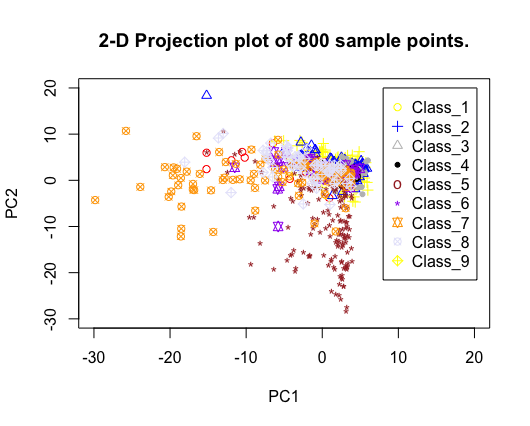 2-D Projection plot of 800 sample points.
20
10
0
-10
-20
-30
PC2
Class_1
Class_2
Class_3
Class_4
Class_5
Class_6
Class_7
Class_8
Class_9
-30 -20 -10 0 10 20
PC1